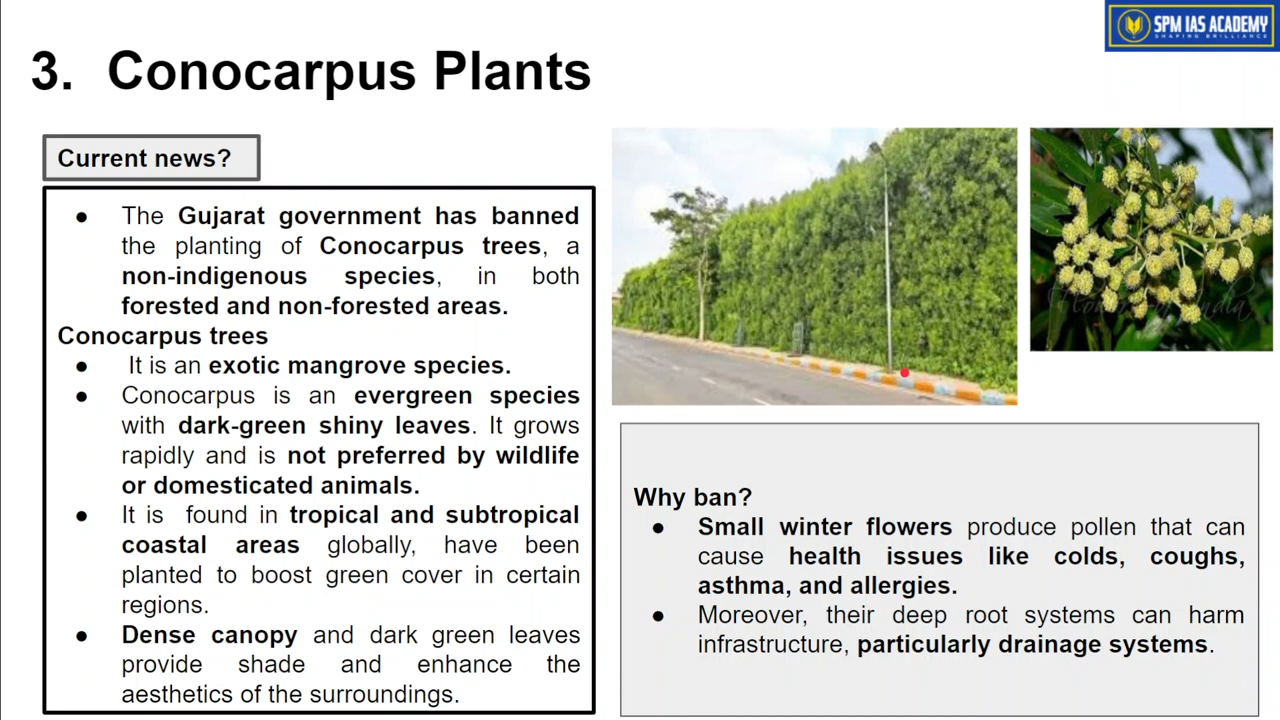 SPM IAS ACADEMY
SHAPING BRILLIANCE
3. Conocarpus Plants
Current news?
● The Gujarat government has banned
the planting of Conocarpus trees, a
non-indigenous species, in both
forested and non-forested areas.
Conocarpus trees
● It is an exotic mangrove species.
● Conocarpus is an evergreen species
with dark-green shiny leaves. It grows
rapidly and is not preferred by wildlife
or domesticated animals.
● It is found in tropical and subtropical
coastal areas globally, have been
planted to boost green cover in certain
regions.
● Dense canopy and dark green leaves
provide shade and enhance the
aesthetics of the surroundings.
Flowers of India
Why ban?
● Small winter flowers produce pollen that can
cause health issues like colds, coughs,
asthma, and allergies.
● Moreover, their deep root systems can harm
infrastructure, particularly drainage systems.